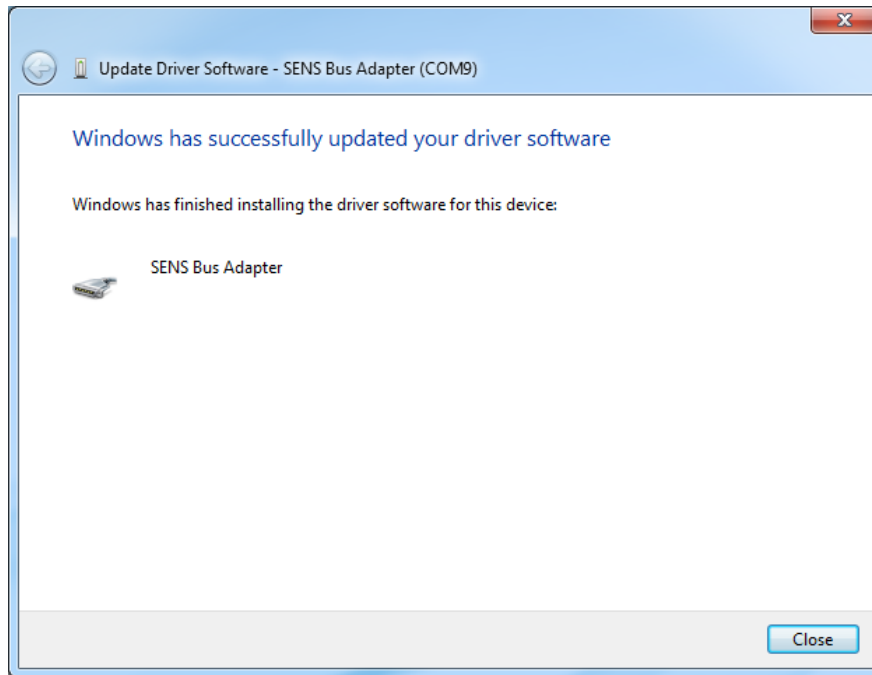 Update Driver Software - SENS Bus Adapter (COM9)
Windows has successfully updated your driver software
Windows has finished installing the driver software for this device:
SENS Bus Adapter
Close